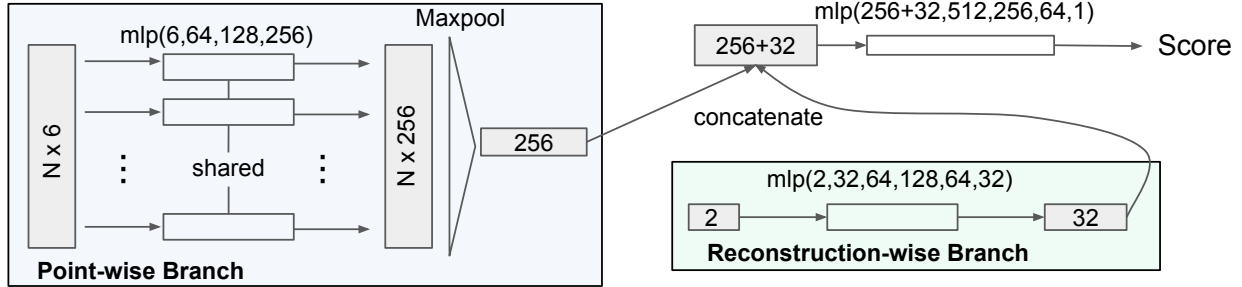 Maxpool
mlp(6,64,128,256)
N x 6
shared
N x 256
256
Point-wise Branch
mlp(256+32,512,256,64,1)
256+32
Score
concatenate
mlp(2,32,64,128,64,32)
2
32
Reconstruction-wise Branch